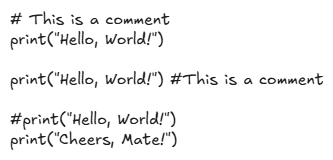 # This is a comment
print("Hello, World!")
print("Hello, World!") #This is a comment
#print("Hello, World!")
print("Cheers, Mate!")